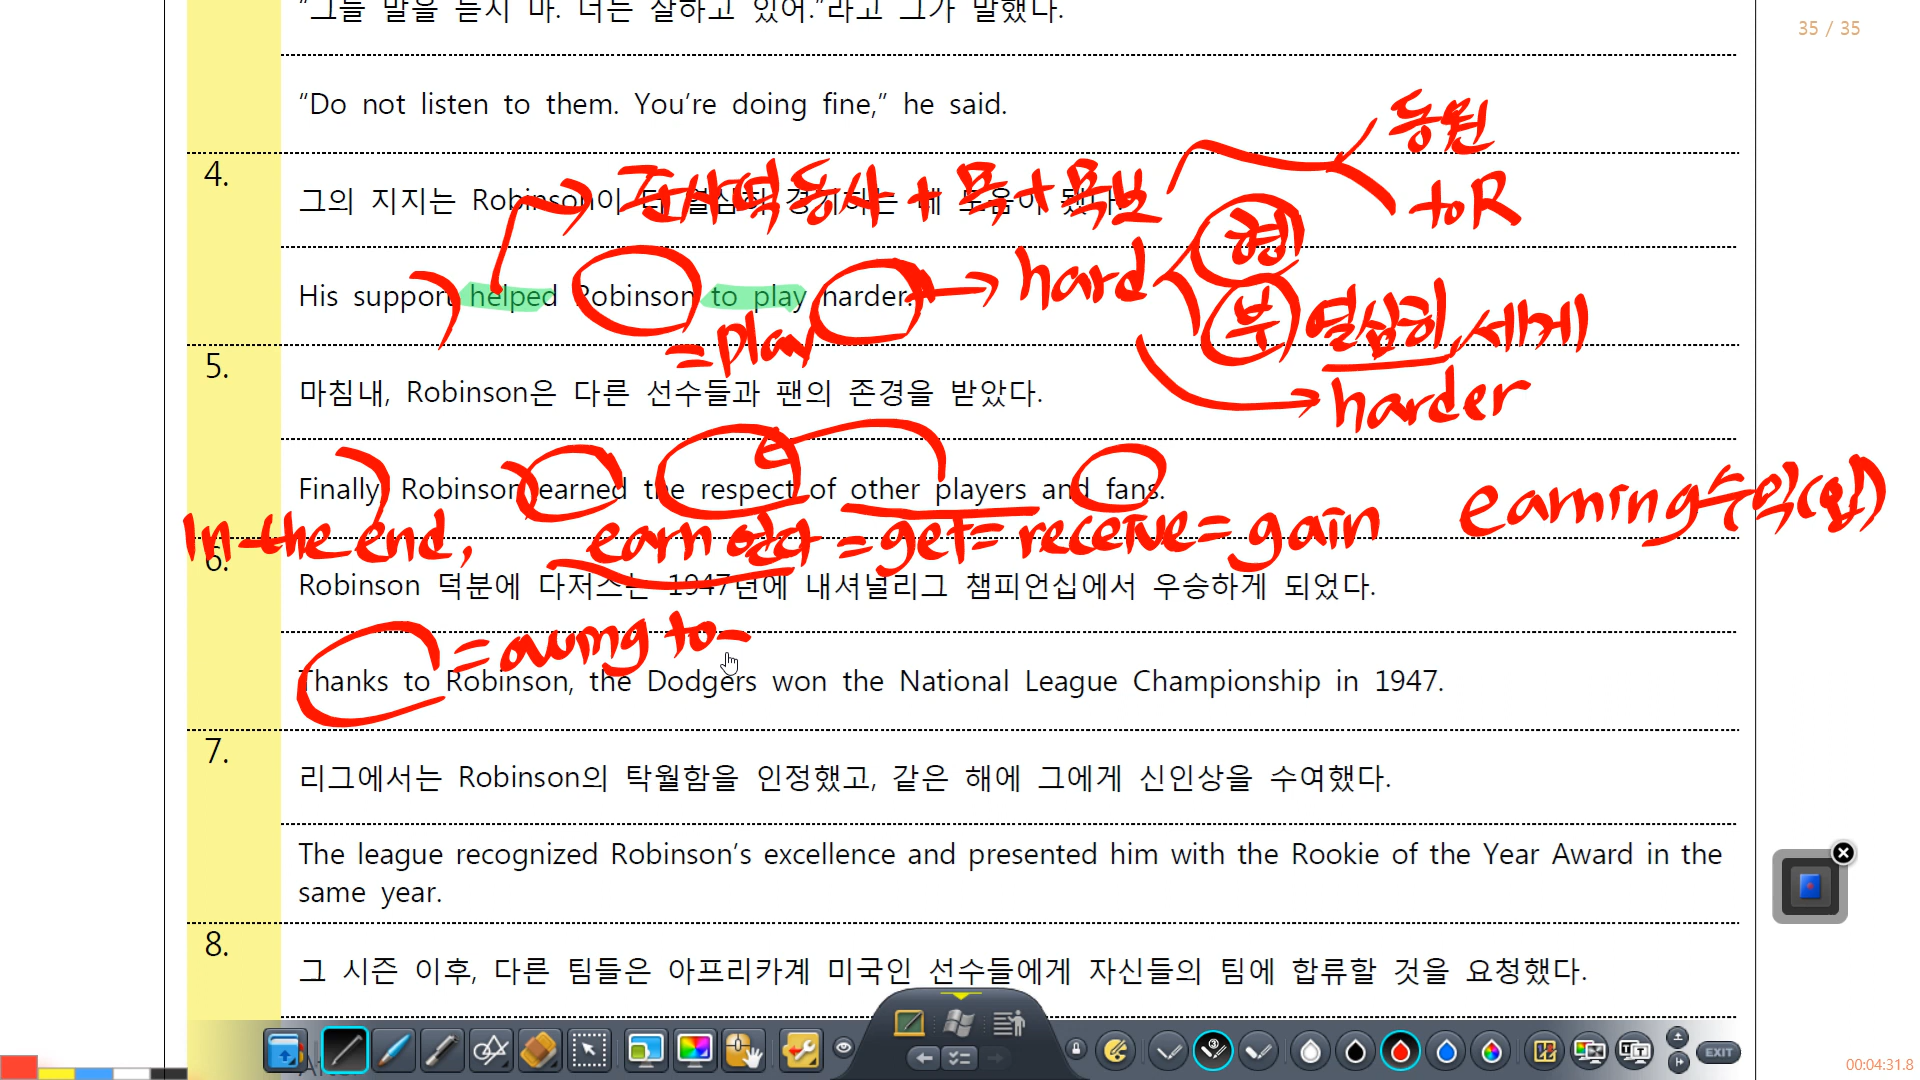 "그들 말을 듣지 마. 너는 잘하고 있어."라고 그가 말했다.
35 / 35
“Do not listen to them. You’re doing fine,” he said.
동원
4.
그의 지지는 Robinson이 더 열심히 경기하는 데 도움이 됐다.
준사역동사 + 목 + 목보
to R
형
His support helped Robinson to play harder.
→ hard
부 열심히, 세게
= play
harder
5.
마침내, Robinson은 다른 선수들과 팬의 존경을 받았다.
Finally, Robinson earned the respect of other players and fans.
earning 수익(입)
In the end,
earn 얻다 = get = receive = gain
6.
Robinson 덕분에 다저스는 1947년에 내셔널리그 챔피언십에서 우승하게 되었다.
= owing to
Thanks to Robinson, the Dodgers won the National League Championship in 1947.
7.
리그에서는 Robinson의 탁월함을 인정했고, 같은 해에 그에게 신인상을 수여했다.
The league recognized Robinson’s excellence and presented him with the Rookie of the Year Award in the
same year.
8.
그 시즌 이후, 다른 팀들은 아프리카계 미국인 선수들에게 자신들의 팀에 합류할 것을 요청했다.
EXIT
00:04:31.8